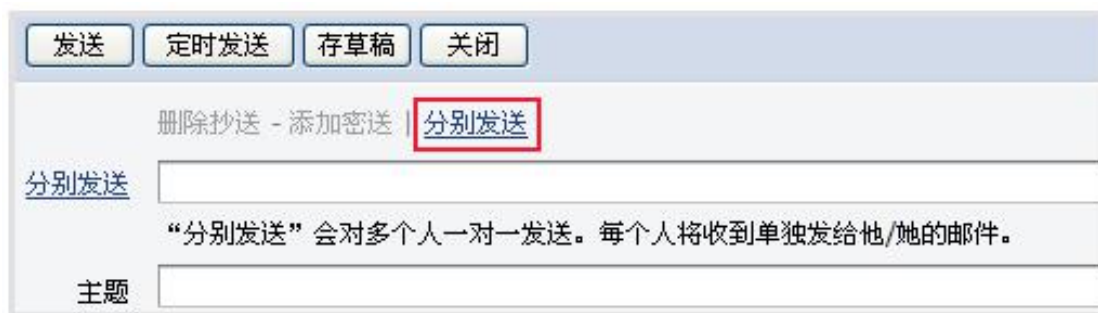 发送 定时发送 存草稿 关闭
删除抄送 - 添加密送 | 分别发送
分别发送
“分别发送”会对多个人一对一发送。每个人将收到单独发给他/她的邮件。
主题